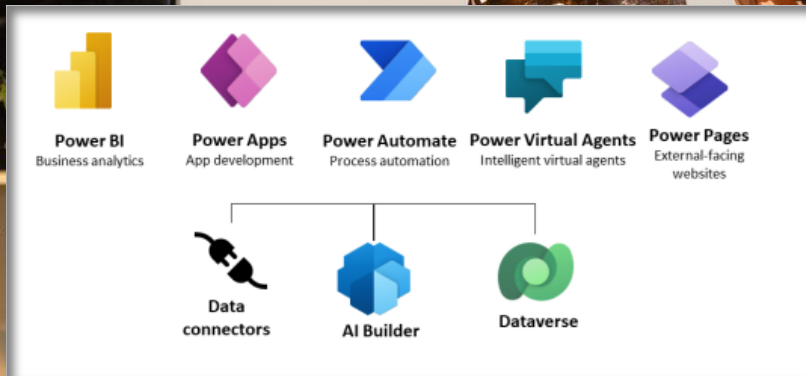 Power BI
Business analytics
Power Apps
App development
Power Automate
Process automation
Power Virtual Agents
Intelligent virtual agents
Power Pages
External-facing
websites
Data
connectors
AI Builder
Dataverse